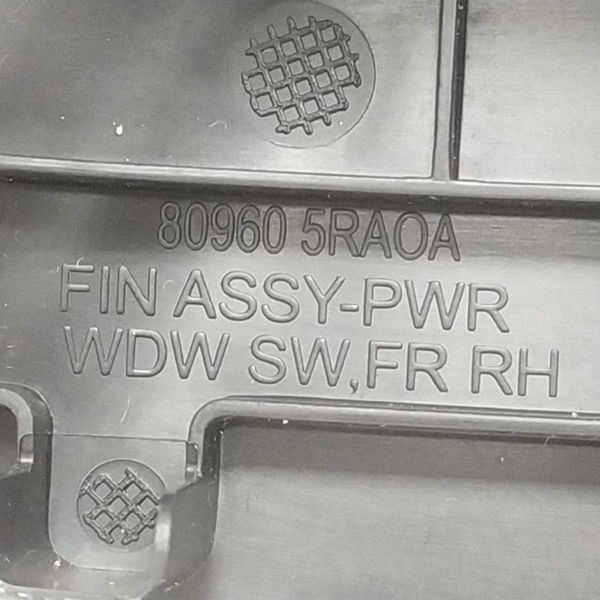 80960 5RA0A
FIN ASSY-PWR
WDW SW, FR RH